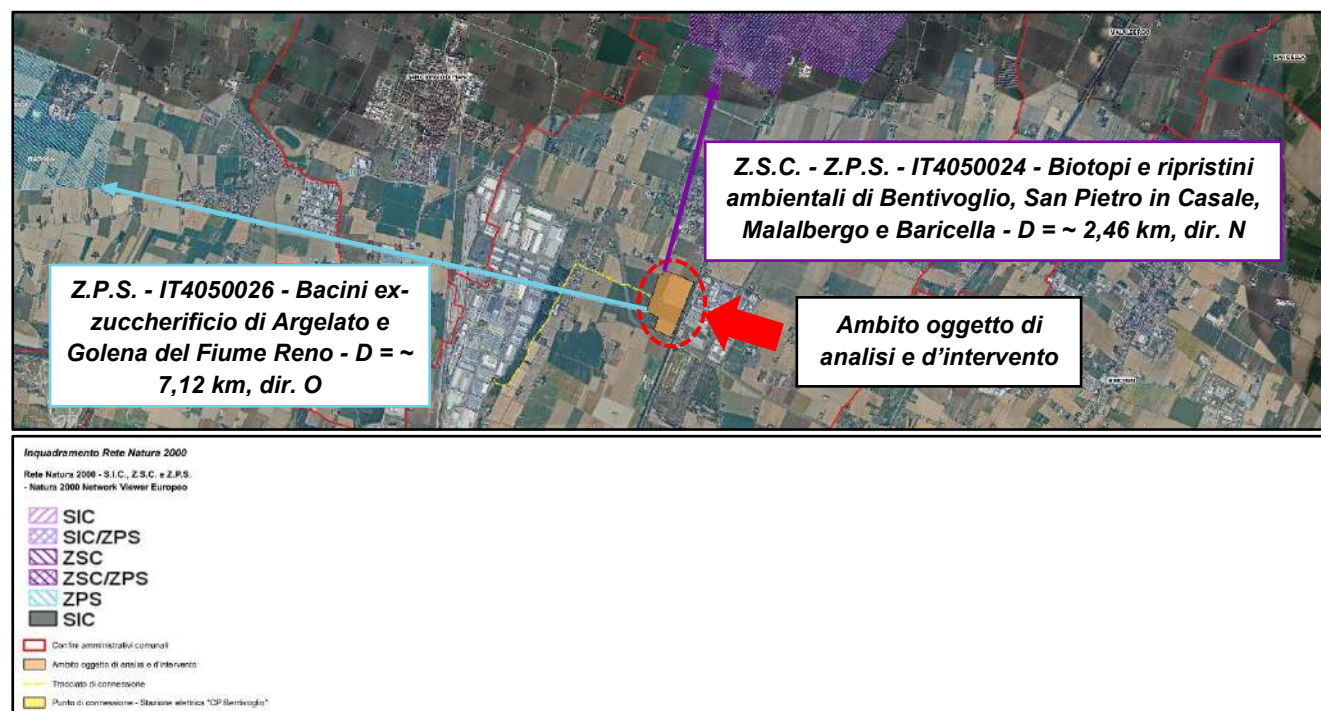 Z.S.C. - Z.P.S. - IT4050024 - Biotopi e ripristini
ambientali di Bentivoglio, San Pietro in Casale,
Malalbergo e Baricella - D = ~ 2,46 km, dir. N
Z.P.S. - IT4050026 - Bacini ex-
zuccherificio di Argelato e
Golena del Fiume Reno - D = ~
7,12 km, dir. O
Ambito oggetto di
analisi e d'intervento
Inquadramento Rete Natura 2000
Rete Natura 2000 - S.I.C., Z.S.C. e Z.P.S.
- Natura 2000 Network Viewer Europeo
SIC
SIC/ZPS
ZSC
ZSC/ZPS
ZPS
SIC
Confini amministrativi comunali
Ambito oggetto di analisi e d'intervento
Tracciato di connessione
Punto di connessione - Stazione elettrica "CP Bentivoglio"